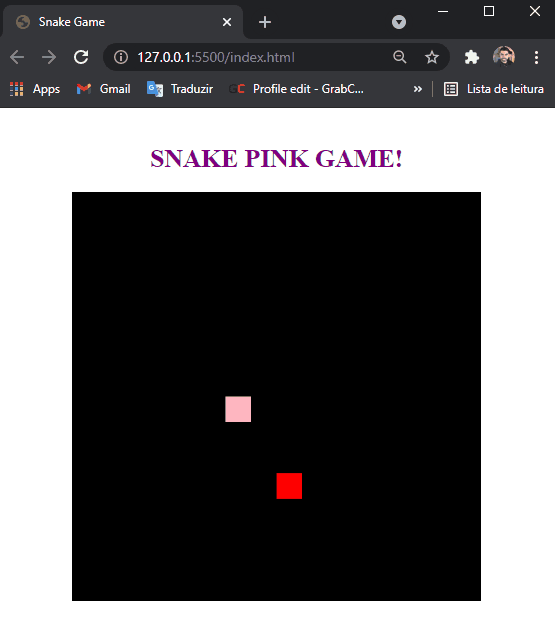 Snake Game
127.0.0.1:5500/index.html
Apps Gmail Traduzir Profile edit - GrabC... » Lista de leitura
SNAKE PINK GAME!